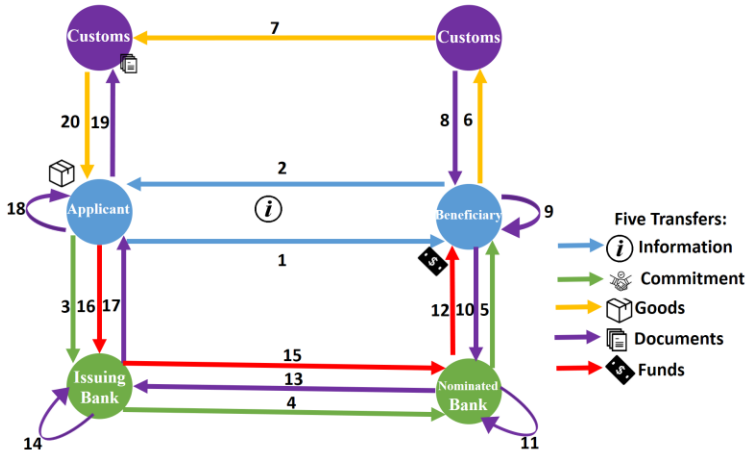 7
Customs
Customs
20
19
8
6
2
18
Applicant
i
Beneficiary
9
1
Five Transfers:
i Information
Commitment
Goods
Documents
$ Funds
$
3
16
17
12
10
5
15
Issuing
Bank
13
Nominated
Bank
4
14
11